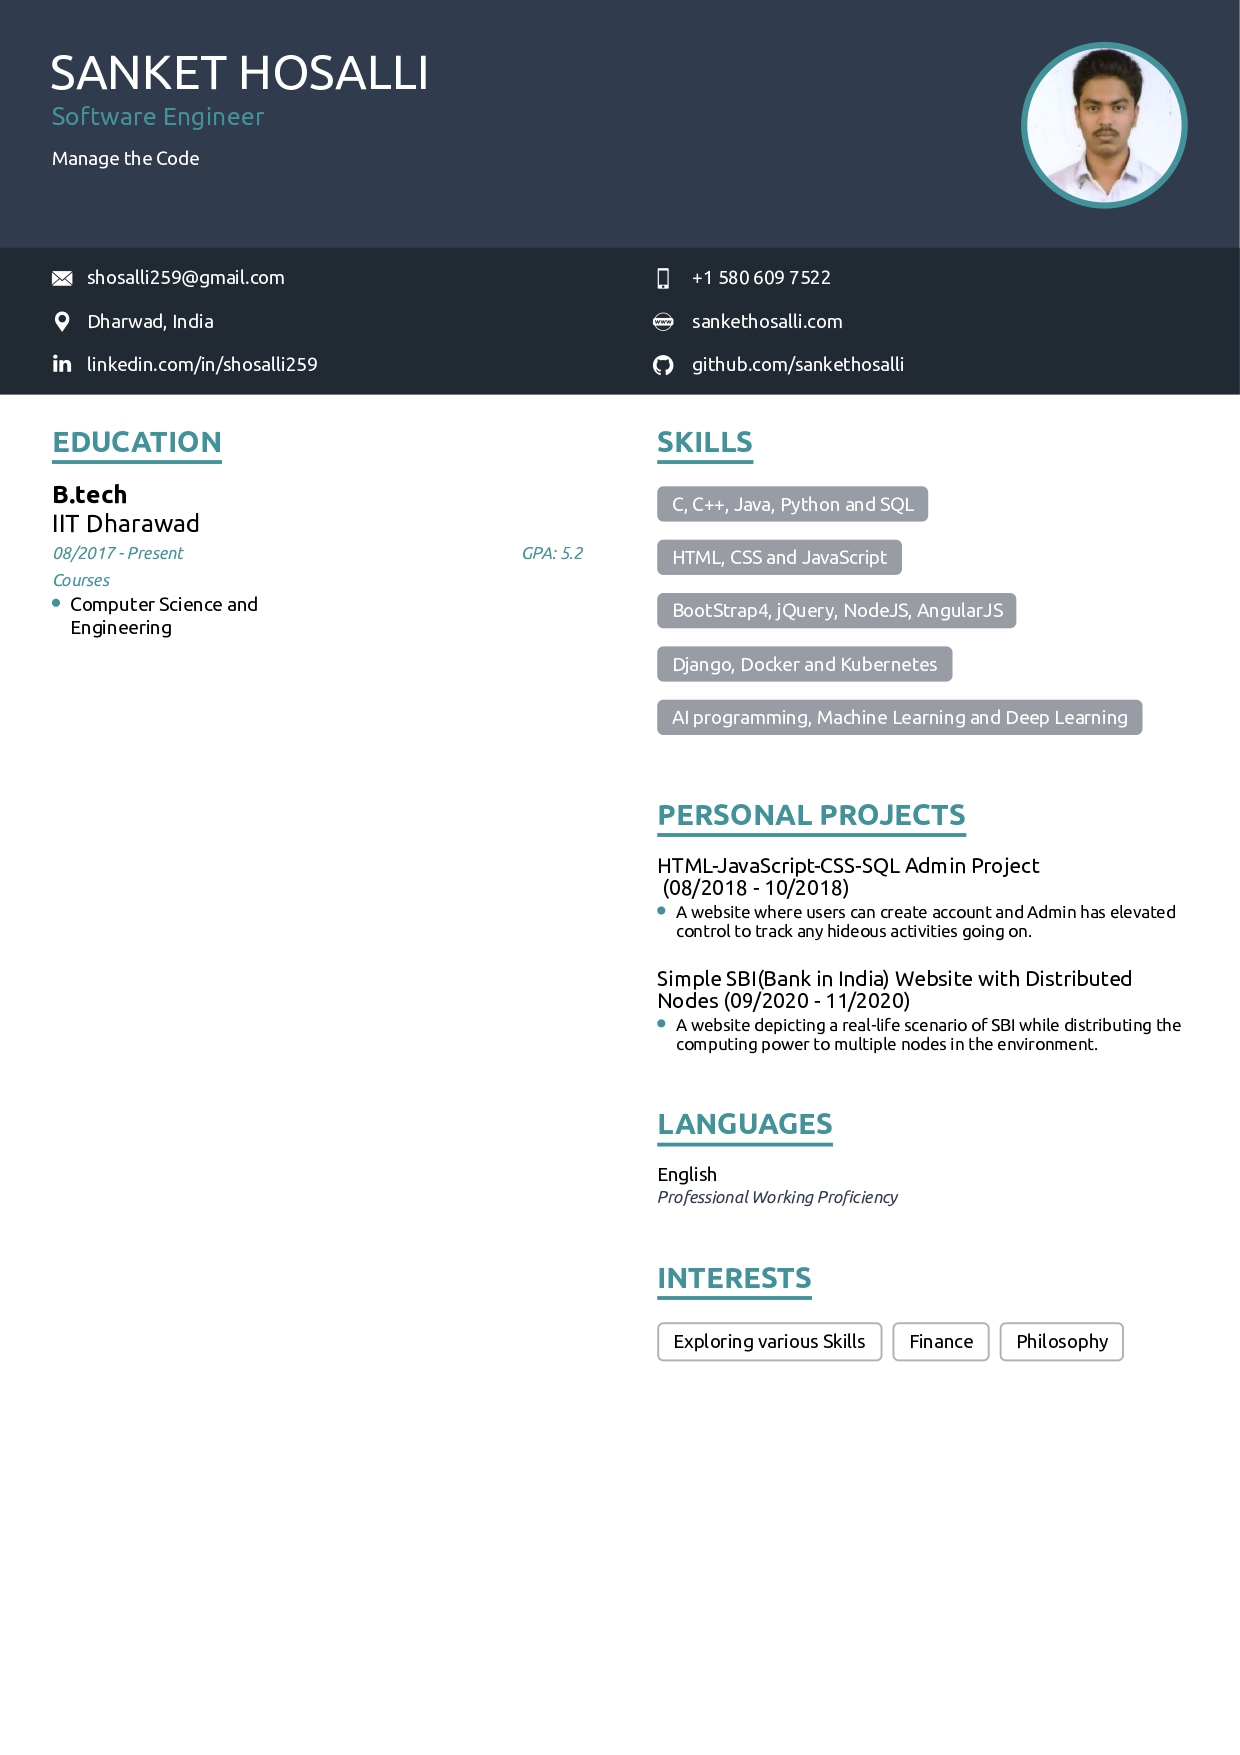 SANKET HOSALLI
Software Engineer
Manage the Code
shosalli259@gmail.com
+1 580 609 7522
Dharwad, India
sankethosalli.com
linkedin.com/in/shosalli259
github.com/sankethosalli
EDUCATION
B.tech
IIT Dharawad
08/2017 - Present
GPA: 5.2
Courses
Computer Science and
Engineering
SKILLS
C, C++, Java, Python and SQL
HTML, CSS and JavaScript
BootStrap4, jQuery, NodeJS, AngularJS
Django, Docker and Kubernetes
AI programming, Machine Learning and Deep Learning
PERSONAL PROJECTS
HTML-JavaScript-CSS-SQL Admin Project
(08/2018 - 10/2018)
A website where users can create account and Admin has elevated
control to track any hideous activities going on.
Simple SBI(Bank in India) Website with Distributed
Nodes (09/2020 - 11/2020)
A website depicting a real-life scenario of SBI while distributing the
computing power to multiple nodes in the environment.
LANGUAGES
English
Professional Working Proficiency
INTERESTS
Exploring various Skills
Finance
Philosophy